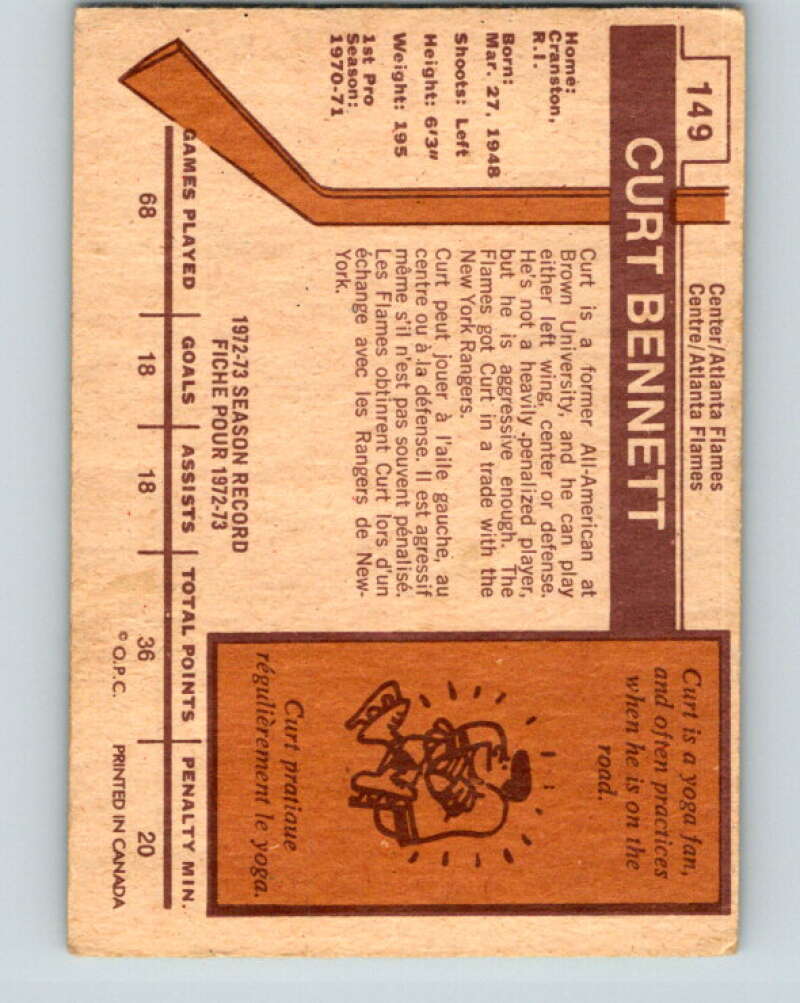 149
Center/Atlanta Flames
Centre/Atlanta Flames
CURT BENNETT
Home:
Cranston,
R.I.
Born:
Mar. 27, 1948
Shoots: Left
Height: 6'3"
Weight: 195
1st Pro
Season:
1970-71
Curt is a former All-American at
Brown University, and he can play
either left wing, center or defense.
He's not a heavily penalized player,
but he is aggressive enough. The
Flames got Curt in a trade with the
New York Rangers.
Curt peut jouer à l'aile gauche, au
centre ou à la défense. Il est agressif
même s'il n'est pas souvent pénalisé.
Les Flames obtinrent Curt lors d'un
échange avec les Rangers de New-
York.
Curt is a yoga fan,
and often practices
when he is on the
road.
Curt pratique
régulièrement le yoga.
1972-73 SEASON RECORD
FICHE POUR 1972-73
GAMES PLAYED GOALS ASSISTS TOTAL POINTS PENALTY MIN.
68 18 18 36 20
© O.P.C. PRINTED IN CANADA